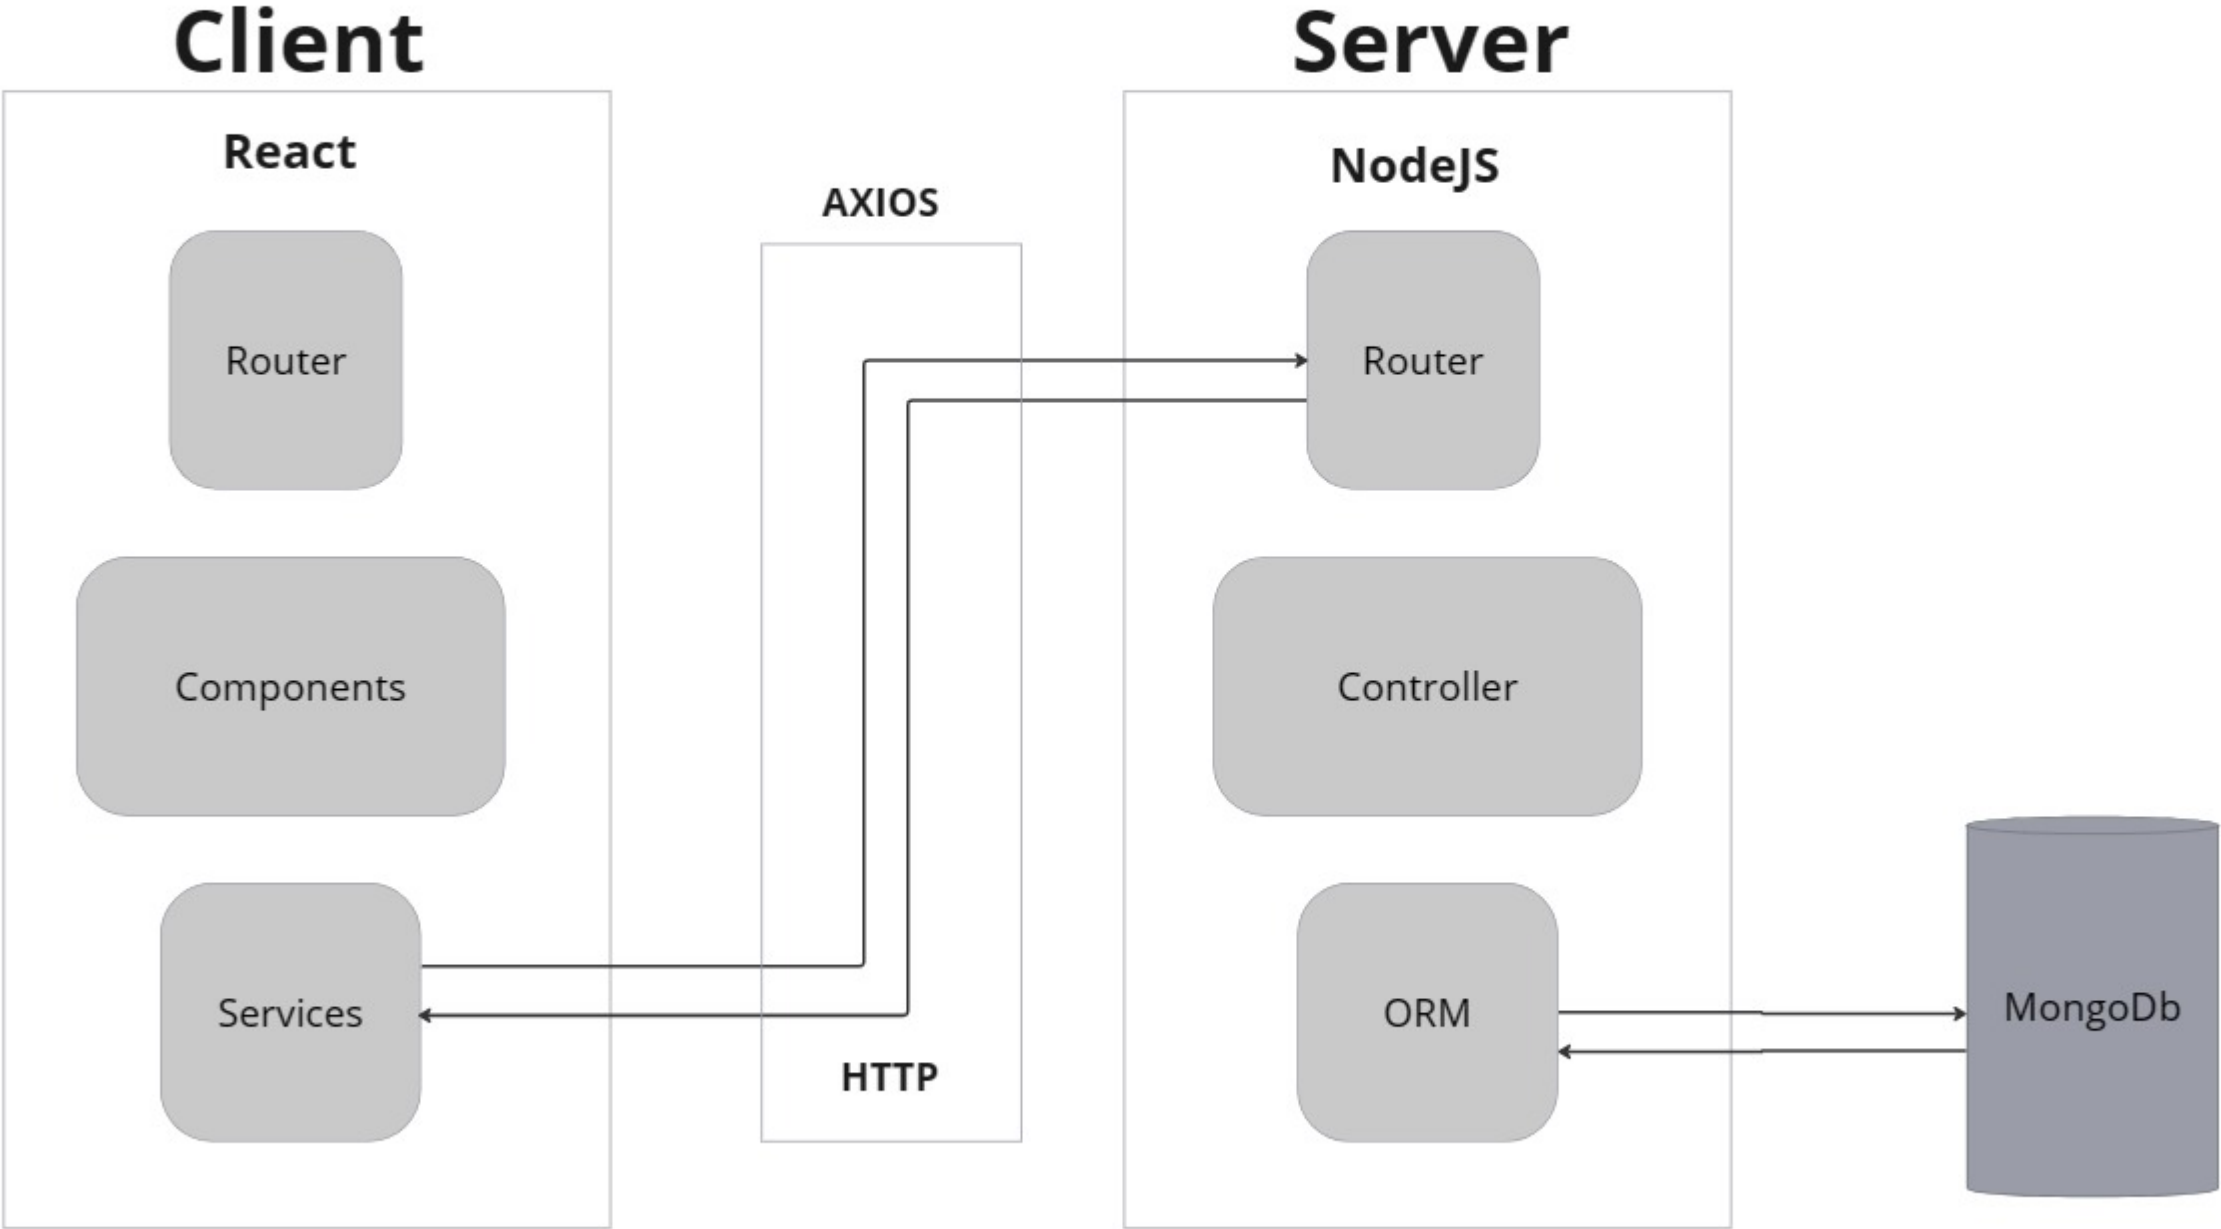 Client
Server
React
NodeJS
AXIOS
Router
Router
Components
Controller
Services
ORM
MongoDb
HTTP